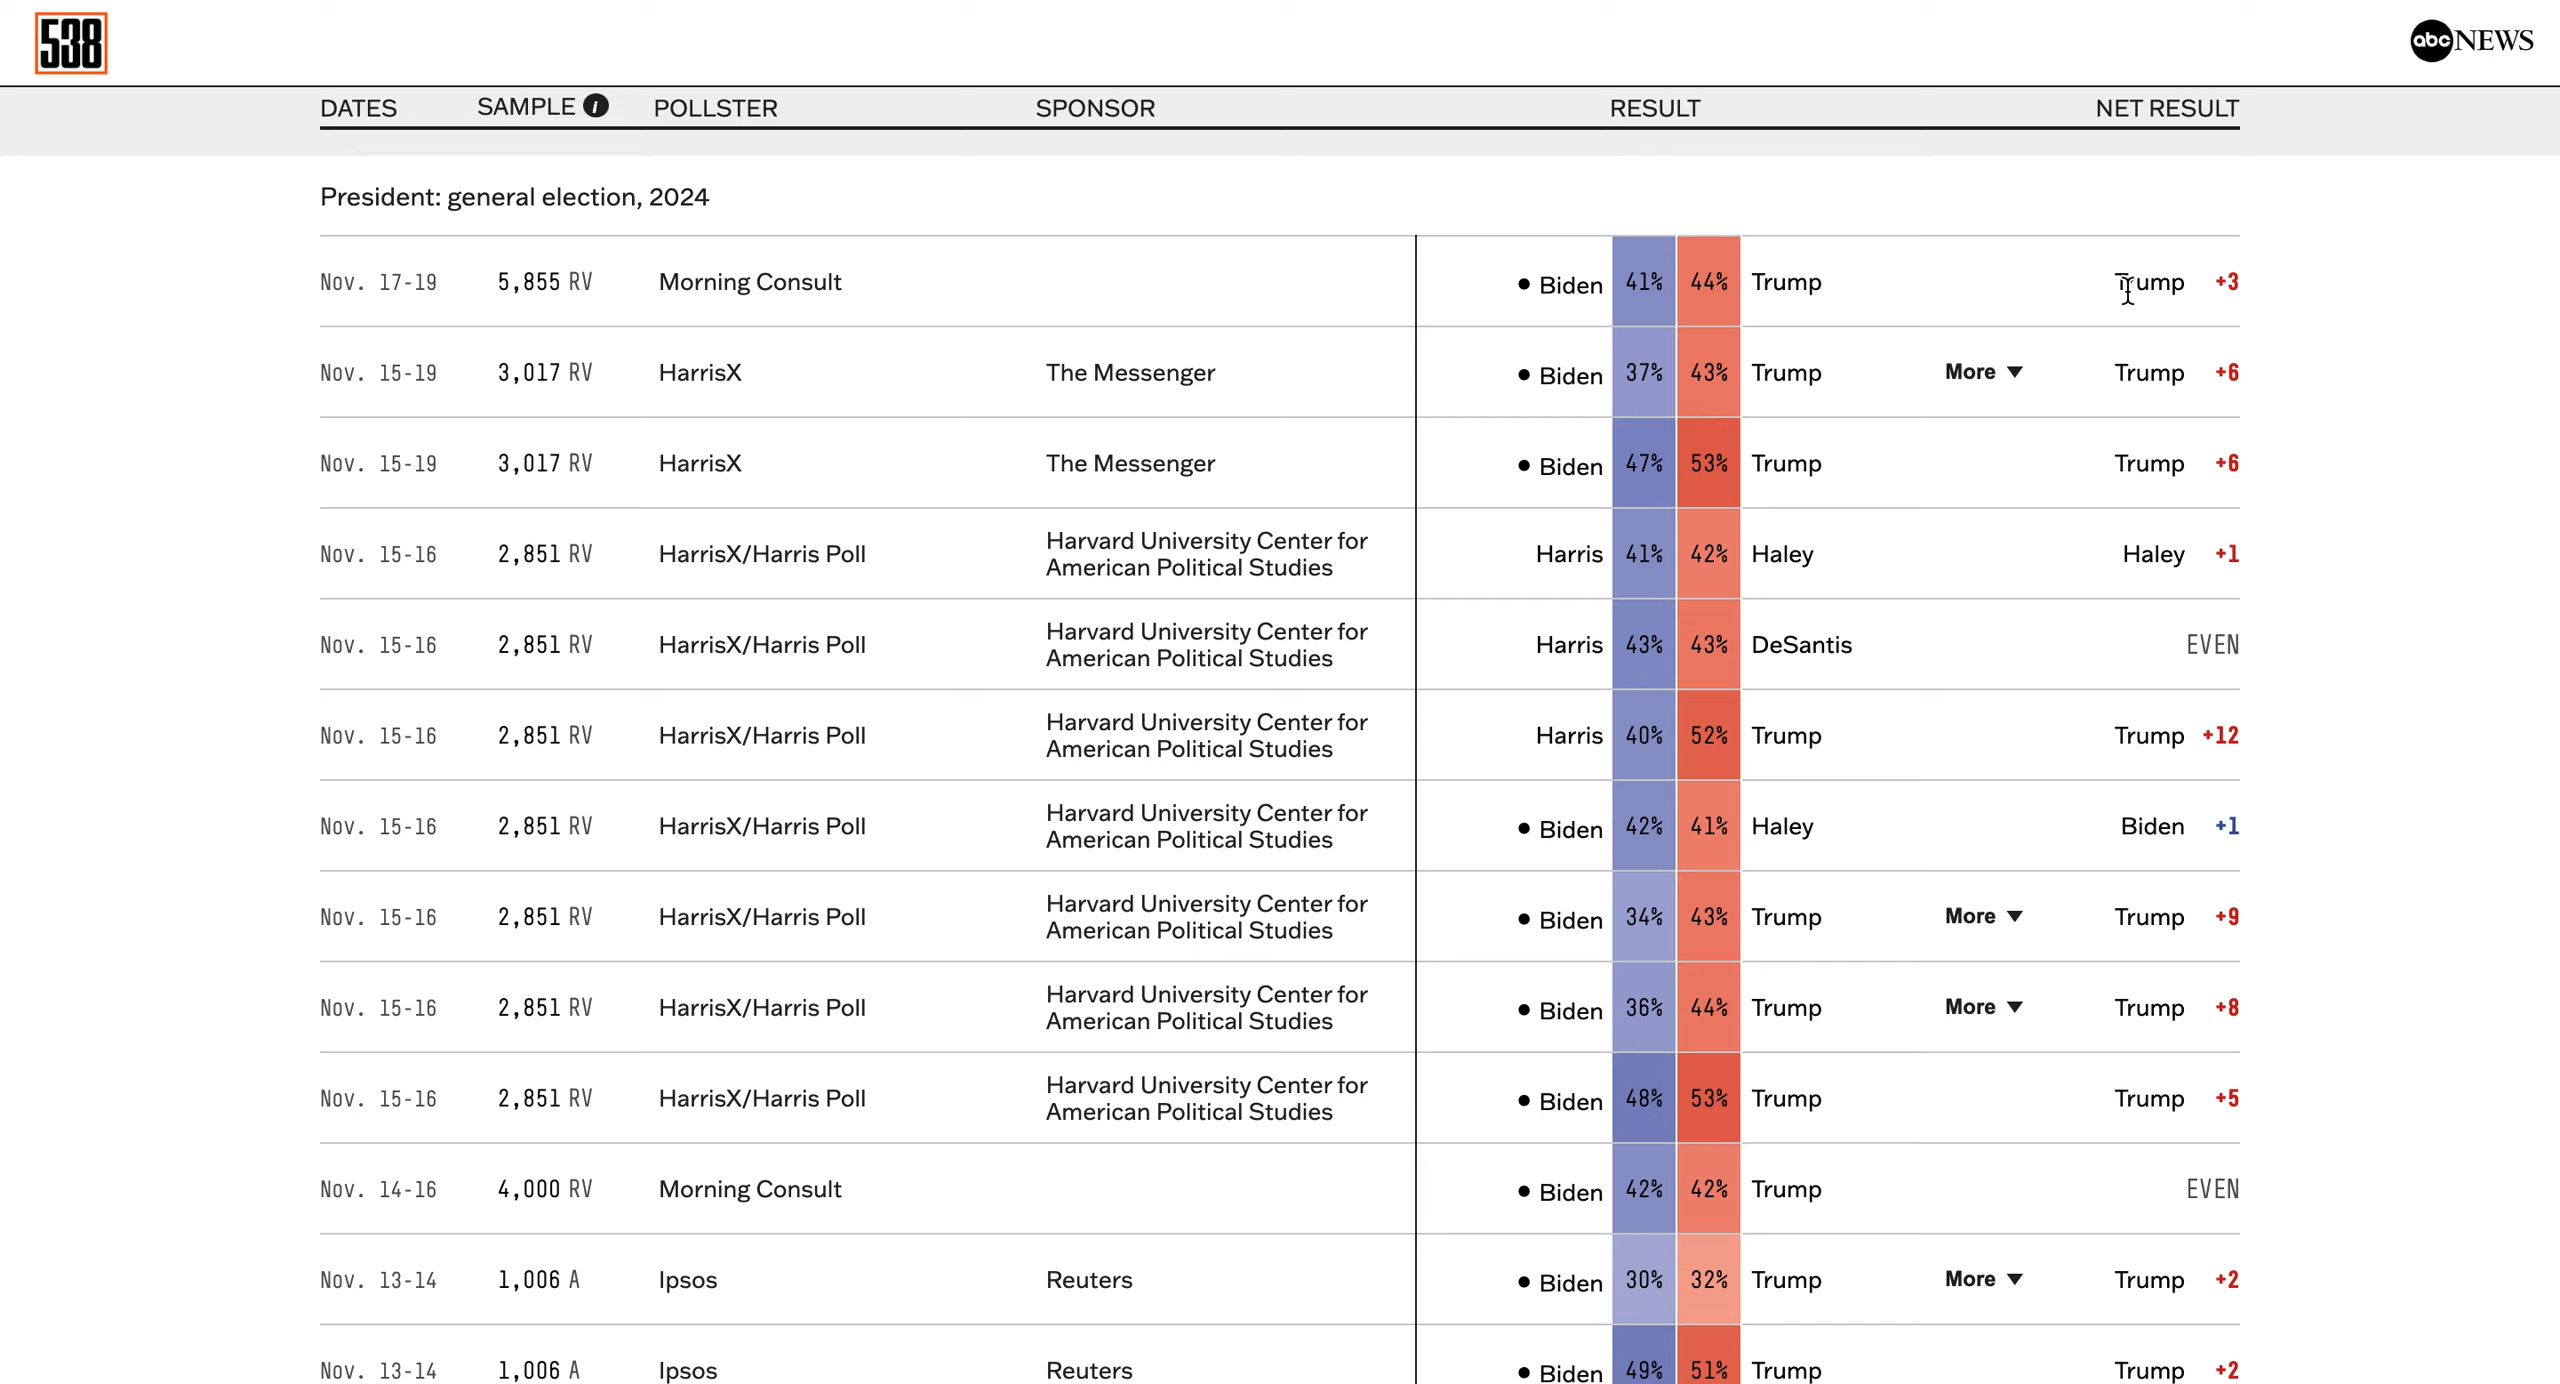 538
abc NEWS
DATES SAMPLE i POLLSTER SPONSOR RESULT NET RESULT
President: general election, 2024
Nov. 17-19 5,855 RV Morning Consult • Biden 41% 44% Trump Trump +3
Nov. 15-19 3,017 RV HarrisX The Messenger • Biden 37% 43% Trump More ▼ Trump +6
Nov. 15-19 3,017 RV HarrisX The Messenger • Biden 47% 53% Trump Trump +6
Nov. 15-16 2,851 RV HarrisX/Harris Poll Harvard University Center for
American Political Studies Harris 41% 42% Haley Haley +1
Nov. 15-16 2,851 RV HarrisX/Harris Poll Harvard University Center for
American Political Studies Harris 43% 43% DeSantis EVEN
Nov. 15-16 2,851 RV HarrisX/Harris Poll Harvard University Center for
American Political Studies Harris 40% 52% Trump Trump +12
Nov. 15-16 2,851 RV HarrisX/Harris Poll Harvard University Center for
American Political Studies • Biden 42% 41% Haley Biden +1
Nov. 15-16 2,851 RV HarrisX/Harris Poll Harvard University Center for
American Political Studies • Biden 34% 43% Trump More ▼ Trump +9
Nov. 15-16 2,851 RV HarrisX/Harris Poll Harvard University Center for
American Political Studies • Biden 36% 44% Trump More ▼ Trump +8
Nov. 15-16 2,851 RV HarrisX/Harris Poll Harvard University Center for
American Political Studies • Biden 48% 53% Trump Trump +5
Nov. 14-16 4,000 RV Morning Consult • Biden 42% 42% Trump EVEN
Nov. 13-14 1,006 A Ipsos Reuters • Biden 30% 32% Trump More ▼ Trump +2
Nov. 13-14 1,006 A Ipsos Reuters • Biden 49% 51% Trump Trump +2